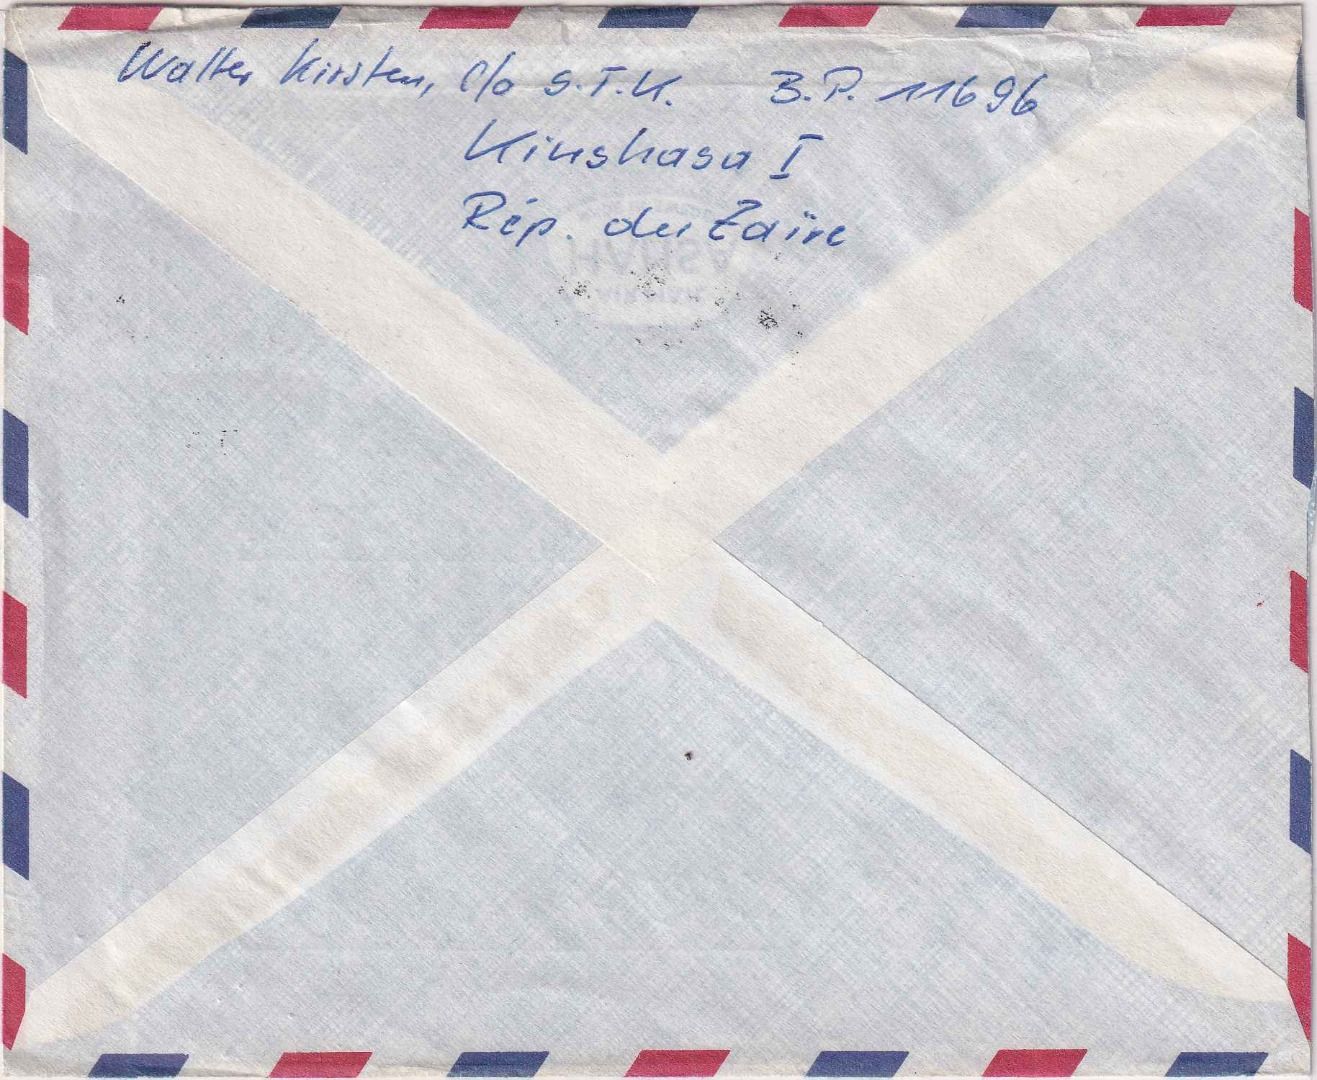 Walter Kirsten, c/o S.T.K. B.P. 11696
Kinshasa I
Rép. du Zaïre